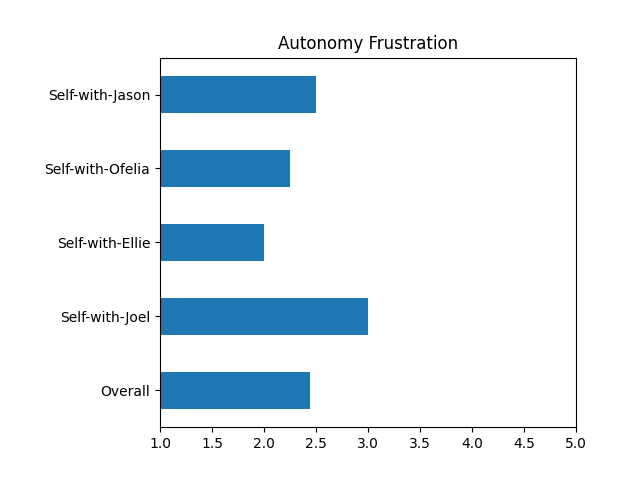 Autonomy Frustration
Self-with-Jason
Self-with-Ofelia
Self-with-Ellie
Self-with-Joel
Overall
1.0 1.5 2.0 2.5 3.0 3.5 4.0 4.5 5.0